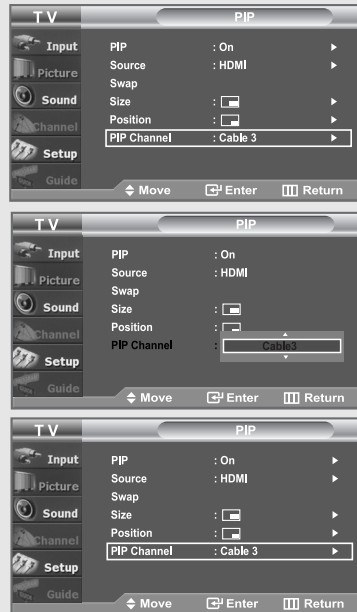 TV PIP
Input
Picture
Sound
Channel
Setup
Guide
PIP : On
Source : HDMI
Swap
Size :
Position :
PIP Channel : Cable 3
Move Enter Return
TV PIP
Input
Picture
Sound
Channel
Setup
Guide
PIP : On
Source : HDMI
Swap
Size :
Position :
PIP Channel : Cable3
Move Enter Return
TV PIP
Input
Picture
Sound
Channel
Setup
Guide
PIP : On
Source : HDMI
Swap
Size :
Position :
PIP Channel : Cable 3
Move Enter Return